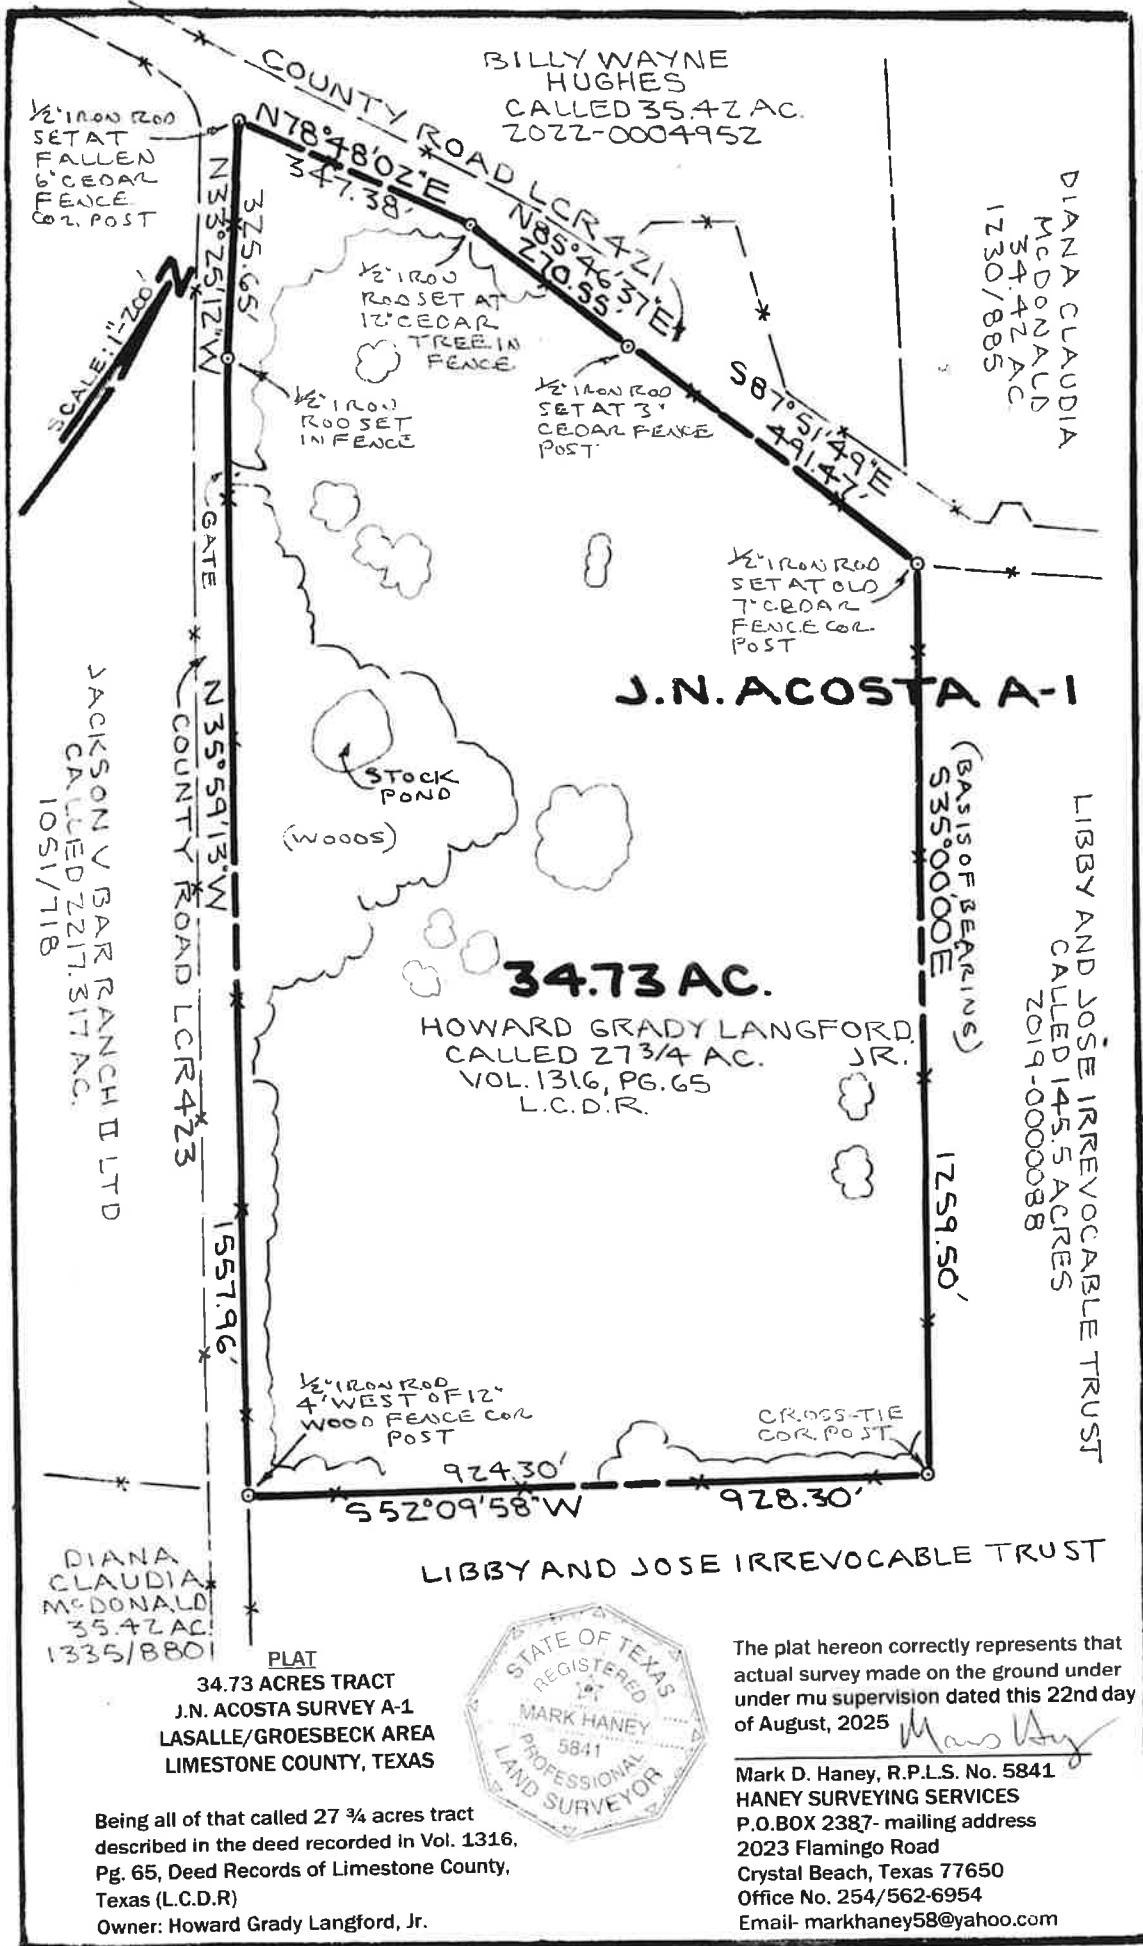 BILLY WAYNE
HUGHES
CALLED 35.42 AC.
2022-0004952
COUNTY ROAD LCR 421
1/2" IRON ROD
SET AT
FALLEN
6" CEDAR
FENCE
COR. POST
N78°48'02"E
347.38'
N33°25'12"W
325.65'
N85°46'37"E
270.55'
DIANA CLAUDIA
McDONALD
34.42 AC.
1230/885
SCALE: 1"-200'
1/2" IRON
ROD SET AT
12" CEDAR
TREE IN
FENCE
1/2" IRON
ROD SET
IN FENCE
1/2" IRON ROD
SET AT 3"
CEDAR FENCE
POST
S87°51'49"E
491.47'
GATE
1/2" IRON ROD
SET AT OLD
7" CEDAR
FENCE COR.
POST
J.N. ACOSTA A-1
JACKSON V BAR RANCH II LTD
CALLED 2217.317 AC.
1051/718
COUNTY ROAD LCR 423
N35°59'13"W
1557.96'
STOCK
POND
(WOODS)
(BASIS OF BEARING)
S35°00'00E
1259.50'
LIBBY AND JOSE IRREVOCABLE TRUST
CALLED 145.5 ACRES
2019-0000088
34.73 AC.
HOWARD GRADY LANGFORD
JR.
CALLED 27 3/4 AC.
VOL. 1316, PG. 65
L.C.D.R.
1/2" IRON ROD
4' WEST OF 12"
WOOD FENCE COR
POST
CROSS-TIE
COR. POST
924.30'
S52°09'58"W
928.30'
LIBBY AND JOSE IRREVOCABLE TRUST
DIANA
CLAUDIA
McDONALD
35.42 AC.
1335/8801
PLAT
34.73 ACRES TRACT
J.N. ACOSTA SURVEY A-1
LASALLE/GROESBECK AREA
LIMESTONE COUNTY, TEXAS
Being all of that called 27 ¾ acres tract
described in the deed recorded in Vol. 1316,
Pg. 65, Deed Records of Limestone County,
Texas (L.C.D.R)
Owner: Howard Grady Langford, Jr.
STATE OF TEXAS
REGISTERED
MARK HANEY
5841
PROFESSIONAL
LAND SURVEYOR
The plat hereon correctly represents that
actual survey made on the ground under
under mu supervision dated this 22nd day
of August, 2025
Mark D. Haney, R.P.L.S. No. 5841
HANEY SURVEYING SERVICES
P.O.BOX 2387- mailing address
2023 Flamingo Road
Crystal Beach, Texas 77650
Office No. 254/562-6954
Email- markhaney58@yahoo.com